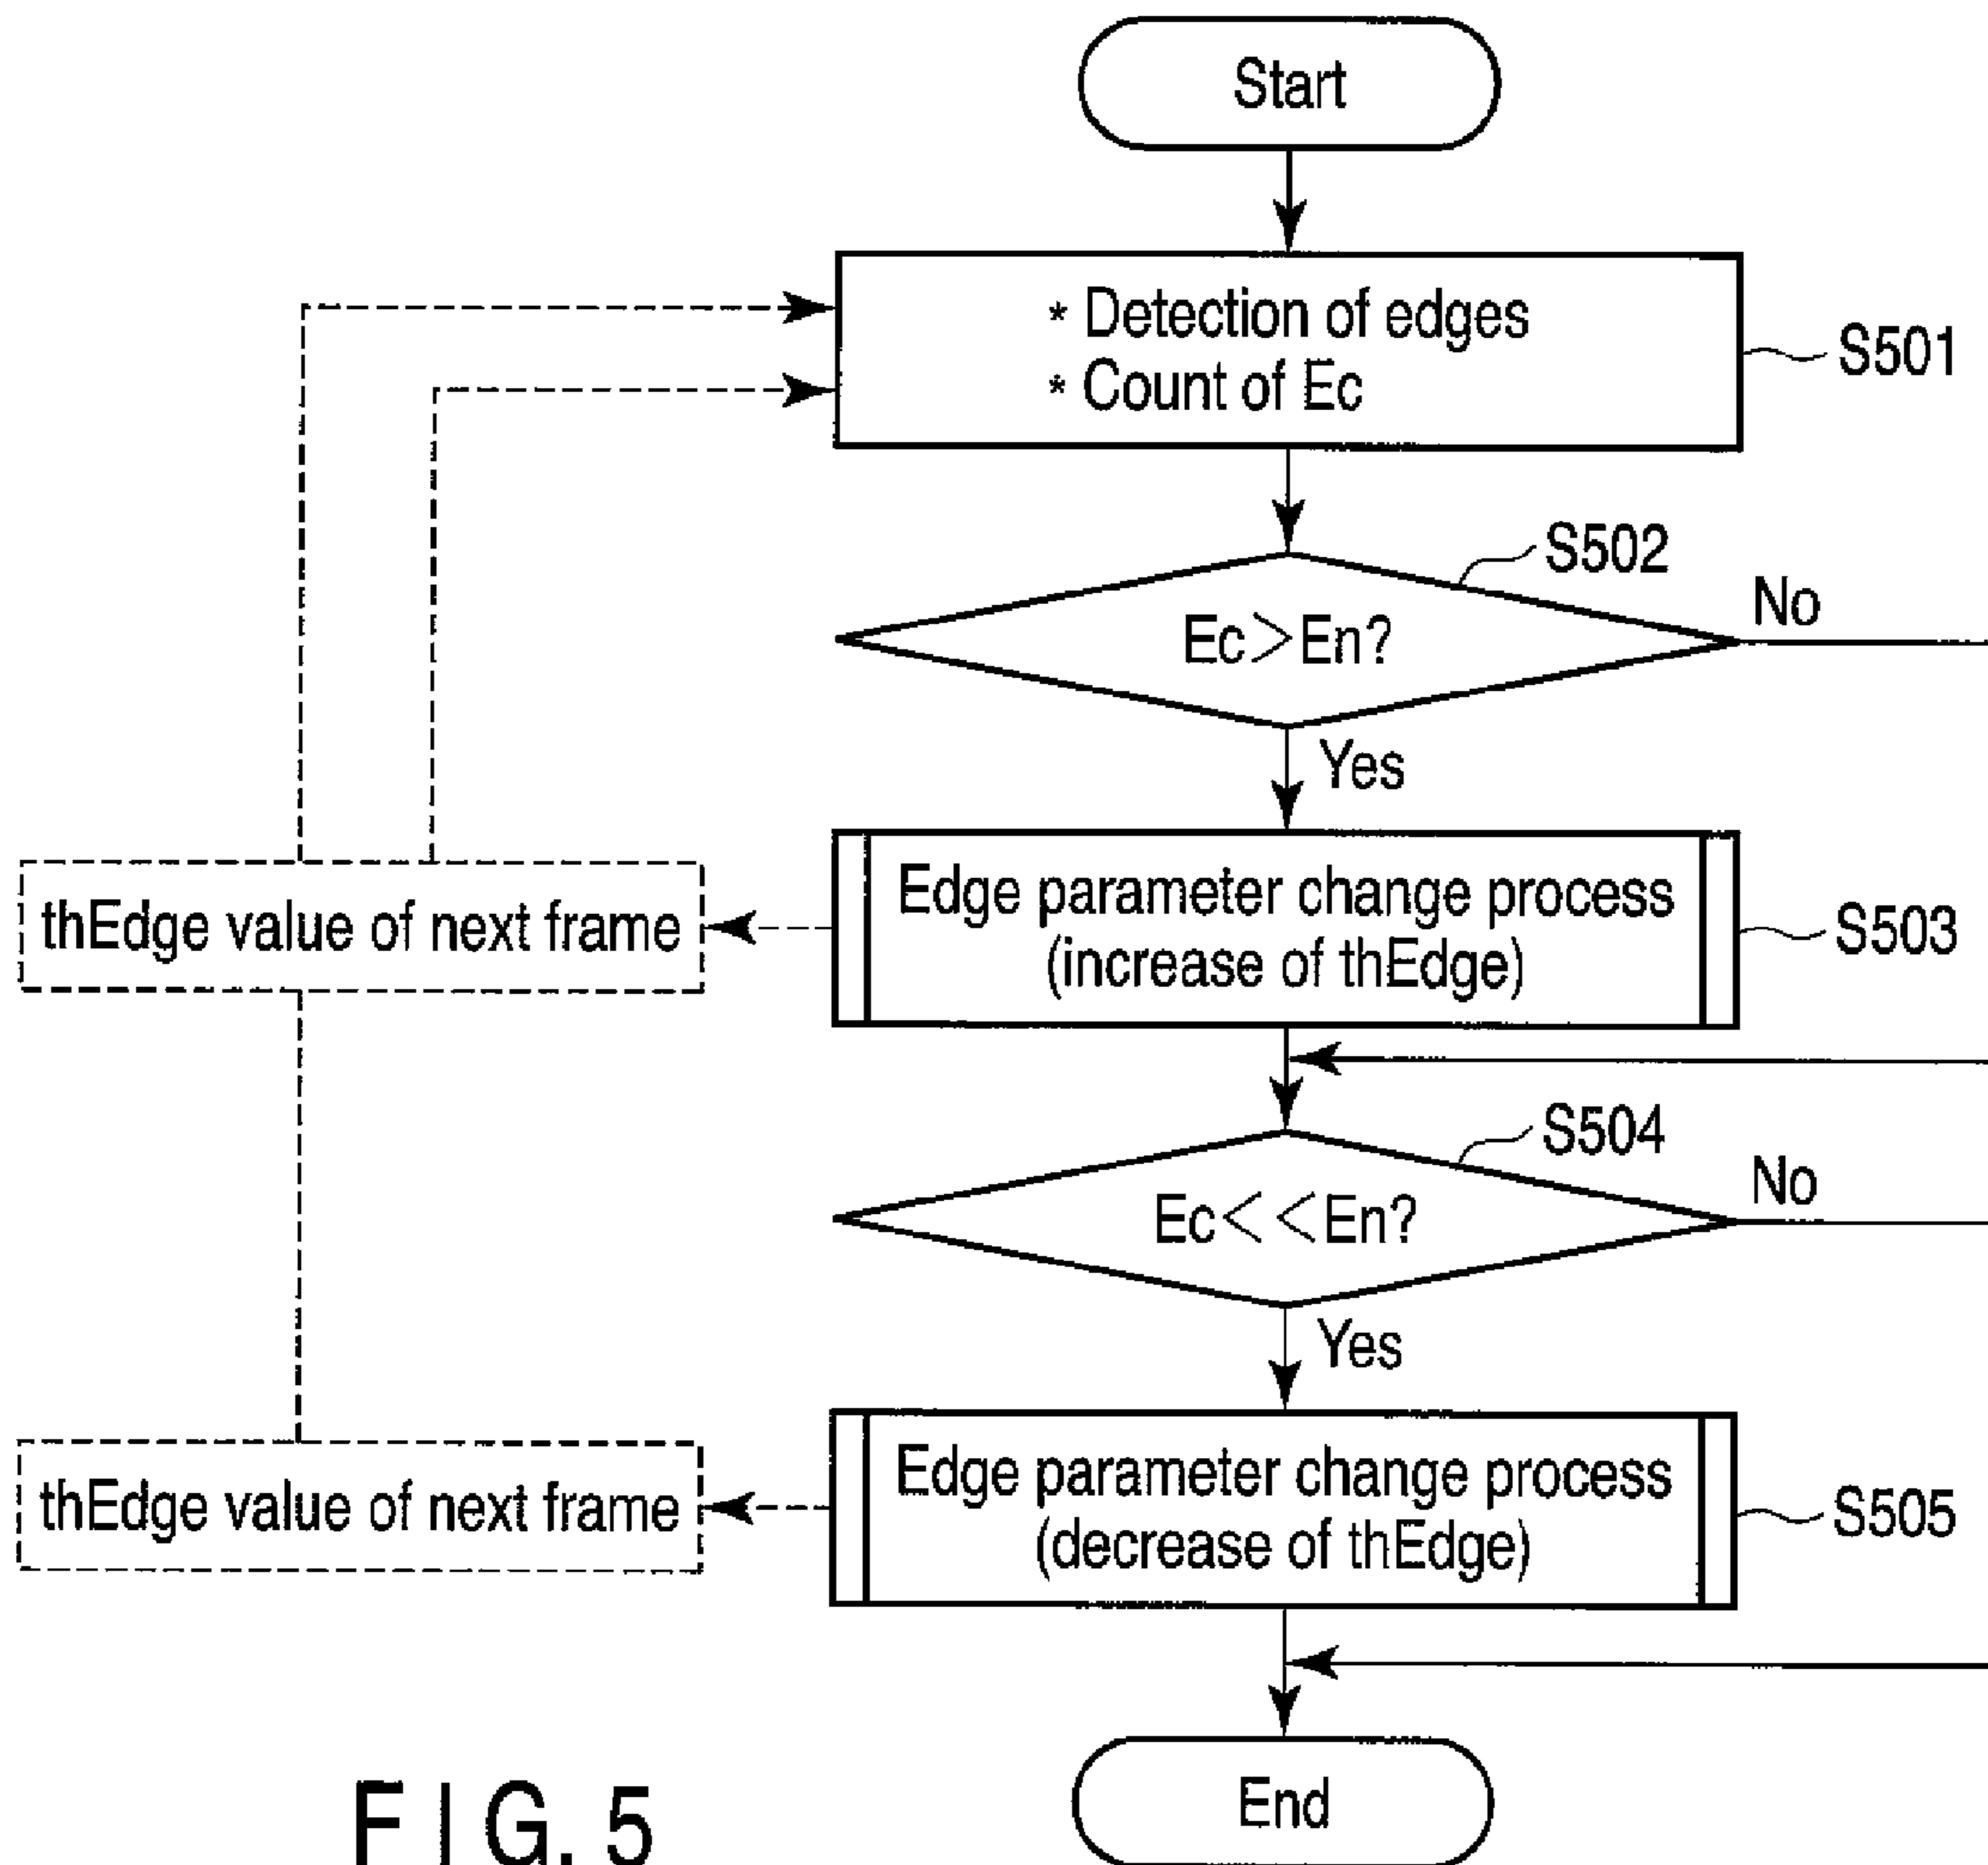 Start
* Detection of edges
* Count of Ec
S501
S502
Ec>En?
No
Yes
Edge parameter change process
(increase of thEdge)
S503
thEdge value of next frame
S504
Ec<<En?
No
Yes
Edge parameter change process
(decrease of thEdge)
S505
thEdge value of next frame
End
FIG. 5